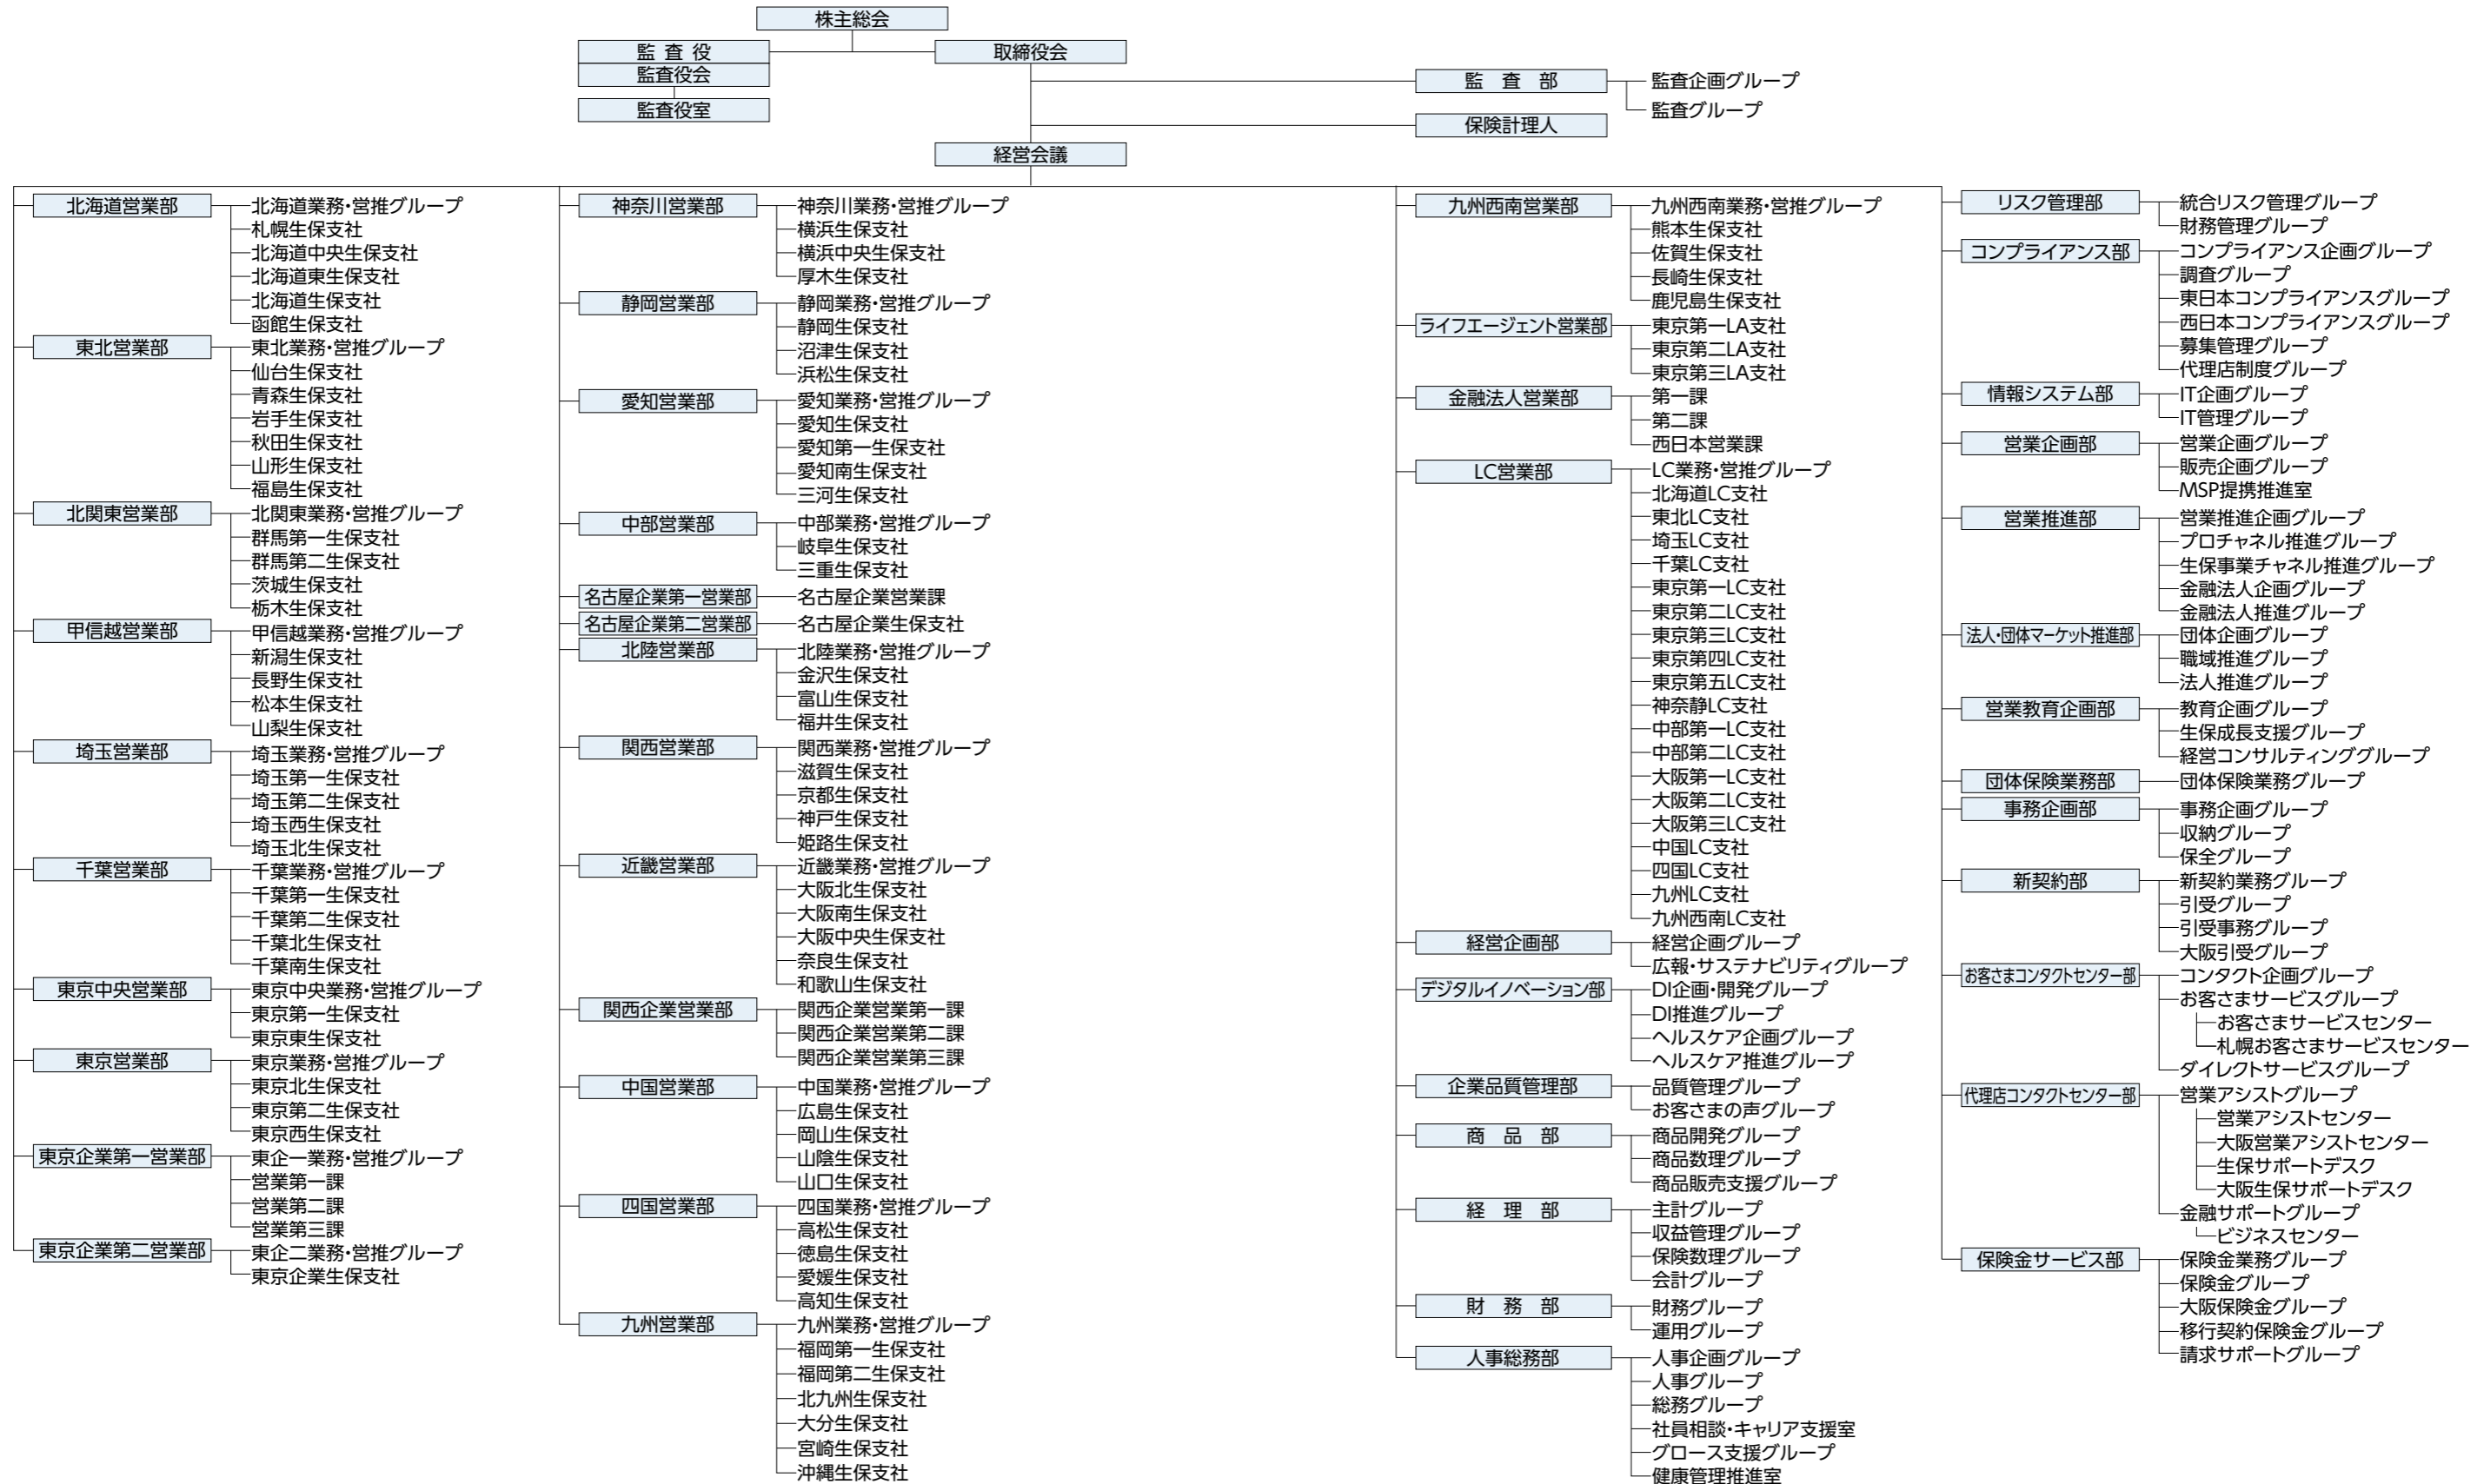 株主総会
監査役
取締役会
監査役会
監査役室
監査部
監査企画グループ
監査グループ
保険計理人
経営会議
北海道営業部
北海道業務・営推グループ
札幌生保支社
北海道中央生保支社
北海道東生保支社
北海道生保支社
函館生保支社
東北営業部
東北業務・営推グループ
仙台生保支社
青森生保支社
岩手生保支社
秋田生保支社
山形生保支社
福島生保支社
北関東営業部
北関東業務・営推グループ
群馬第一生保支社
群馬第二生保支社
茨城生保支社
栃木生保支社
甲信越営業部
甲信越業務・営推グループ
新潟生保支社
長野生保支社
松本生保支社
山梨生保支社
埼玉営業部
埼玉業務・営推グループ
埼玉第一生保支社
埼玉第二生保支社
埼玉西生保支社
埼玉北生保支社
千葉営業部
千葉業務・営推グループ
千葉第一生保支社
千葉第二生保支社
千葉北生保支社
千葉南生保支社
東京中央営業部
東京中央業務・営推グループ
東京第一生保支社
東京東生保支社
東京営業部
東京業務・営推グループ
東京北生保支社
東京第二生保支社
東京西生保支社
東京企業第一営業部
東企一業務・営推グループ
営業第一課
営業第二課
営業第三課
東京企業第二営業部
東企二業務・営推グループ
東京企業生保支社
神奈川営業部
神奈川業務・営推グループ
横浜生保支社
横浜中央生保支社
厚木生保支社
静岡営業部
静岡業務・営推グループ
静岡生保支社
沼津生保支社
浜松生保支社
愛知営業部
愛知業務・営推グループ
愛知生保支社
愛知第一生保支社
愛知南生保支社
三河生保支社
中部営業部
中部業務・営推グループ
岐阜生保支社
三重生保支社
名古屋企業第一営業部
名古屋企業営業課
名古屋企業第二営業部
名古屋企業生保支社
北陸営業部
北陸業務・営推グループ
金沢生保支社
富山生保支社
福井生保支社
関西営業部
関西業務・営推グループ
滋賀生保支社
京都生保支社
神戸生保支社
姫路生保支社
近畿営業部
近畿業務・営推グループ
大阪北生保支社
大阪南生保支社
大阪中央生保支社
奈良生保支社
和歌山生保支社
関西企業営業部
関西企業営業第一課
関西企業営業第二課
関西企業営業第三課
中国営業部
中国業務・営推グループ
広島生保支社
岡山生保支社
山陰生保支社
山口生保支社
四国営業部
四国業務・営推グループ
高松生保支社
徳島生保支社
愛媛生保支社
高知生保支社
九州営業部
九州業務・営推グループ
福岡第一生保支社
福岡第二生保支社
北九州生保支社
大分生保支社
宮崎生保支社
沖縄生保支社
九州西南営業部
九州西南業務・営推グループ
熊本生保支社
佐賀生保支社
長崎生保支社
鹿児島生保支社
ライフエージェント営業部
東京第一LA支社
東京第二LA支社
東京第三LA支社
金融法人営業部
第一課
第二課
西日本営業課
LC営業部
LC業務・営推グループ
北海道LC支社
東北LC支社
埼玉LC支社
千葉LC支社
東京第一LC支社
東京第二LC支社
東京第三LC支社
東京第四LC支社
東京第五LC支社
神奈静LC支社
中部第一LC支社
中部第二LC支社
大阪第一LC支社
大阪第二LC支社
大阪第三LC支社
中国LC支社
四国LC支社
九州LC支社
九州西南LC支社
経営企画部
経営企画グループ
広報・サステナビリティグループ
デジタルイノベーション部
DI企画・開発グループ
DI推進グループ
ヘルスケア企画グループ
ヘルスケア推進グループ
企業品質管理部
品質管理グループ
お客さまの声グループ
商品部
商品開発グループ
商品数理グループ
商品販売支援グループ
経理部
主計グループ
収益管理グループ
保険数理グループ
会計グループ
財務部
財務グループ
運用グループ
人事総務部
人事企画グループ
人事グループ
総務グループ
社員相談・キャリア支援室
グロース支援グループ
健康管理推進室
リスク管理部
統合リスク管理グループ
財務管理グループ
コンプライアンス部
コンプライアンス企画グループ
調査グループ
東日本コンプライアンスグループ
西日本コンプライアンスグループ
募集管理グループ
代理店制度グループ
情報システム部
IT企画グループ
IT管理グループ
営業企画部
営業企画グループ
販売企画グループ
MSP提携推進室
営業推進部
営業推進企画グループ
プロチャネル推進グループ
生保事業チャネル推進グループ
金融法人企画グループ
金融法人推進グループ
法人・団体マーケット推進部
団体企画グループ
職域推進グループ
法人推進グループ
営業教育企画部
教育企画グループ
生保成長支援グループ
経営コンサルティンググループ
団体保険業務部
団体保険業務グループ
事務企画部
事務企画グループ
収納グループ
保全グループ
新契約部
新契約業務グループ
引受グループ
引受事務グループ
大阪引受グループ
お客さまコンタクトセンター部
コンタクト企画グループ
お客さまサービスグループ
お客さまサービスセンター
札幌お客さまサービスセンター
ダイレクトサービスグループ
代理店コンタクトセンター部
営業アシストグループ
営業アシストセンター
大阪営業アシストセンター
生保サポートデスク
大阪生保サポートデスク
金融サポートグループ
ビジネスセンター
保険金サービス部
保険金業務グループ
保険金グループ
大阪保険金グループ
移行契約保険金グループ
請求サポートグループ